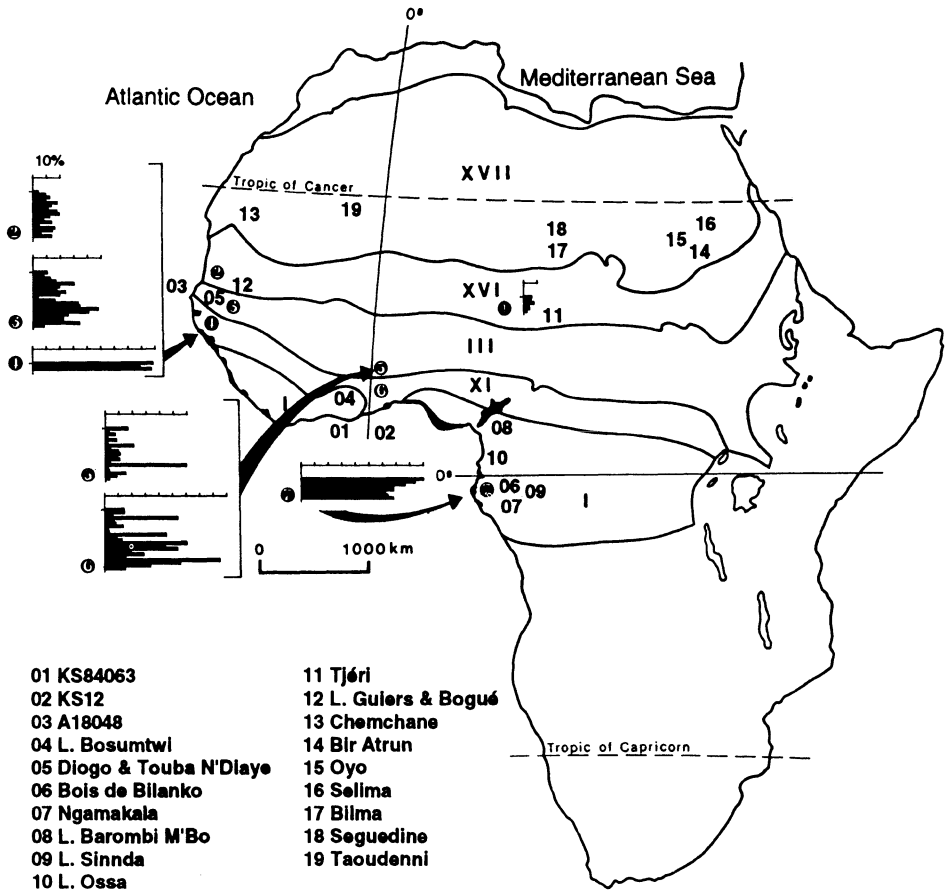 0°
Mediterranean Sea
Atlantic Ocean
10%
XVII
Tropic of Cancer
13
19
18
17
16
15
14
03
05
12
XVI
11
III
XI
04
I
01
02
08
10
0°
06
09
07
I
0
1000 km
Tropic of Capricorn
01 KS84063
02 KS12
03 A18048
04 L. Bosumtwi
05 Diogo & Touba N'Diaye
06 Bois de Bilanko
07 Ngamakala
08 L. Barombi M'Bo
09 L. Sinnda
10 L. Ossa
11 Tjéri
12 L. Guiers & Bogué
13 Chemchane
14 Bir Atrun
15 Oyo
16 Selima
17 Bilma
18 Seguedine
19 Taoudenni